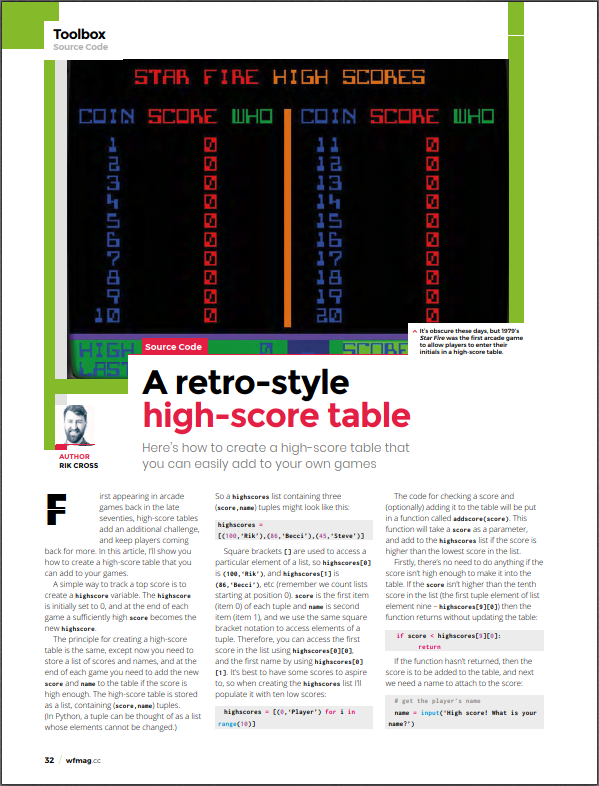 Toolbox
Source Code
STAR FIRE HIGH SCORES
COIN SCORE WHO COIN SCORE WHO
1 0 11 0
2 0 12 0
3 0 13 0
4 0 14 0
5 0 15 0
6 0 16 0
7 0 17 0
8 0 18 0
9 0 19 0
10 0 20 0
HIGH 0 SCORE
LAST
It's obscure these days, but 1979's
Star Fire was the first arcade game
to allow players to enter their
initials in a high-score table.
Source Code
A retro-style
high-score table
Here's how to create a high-score table that
you can easily add to your own games
AUTHOR
RIK CROSS
First appearing in arcade
games back in the late
seventies, high-score tables
add an additional challenge,
and keep players coming
back for more. In this article, I'll show you
how to create a high-score table that you
can add to your games.
A simple way to track a top score is to
create a highscore variable. The highscore
is initially set to 0, and at the end of each
game a sufficiently high score becomes the
new highscore.
The principle for creating a high-score
table is the same, except now you need to
store a list of scores and names, and at the
end of each game you need to add the new
score and name to the table if the score is
high enough. The high-score table is stored
as a list, containing (score,name) tuples.
(In Python, a tuple can be thought of as a list
whose elements cannot be changed.)
So a highscores list containing three
(score,name) tuples might look like this:
highscores =
[(100,'Rik'),(86,'Becci'),(45,'Steve')]
Square brackets [] are used to access a
particular element of a list, so highscores[0]
is (100,'Rik'), and highscores[1] is
(86,'Becci'), etc (remember we count lists
starting at position 0). score is the first item
(item 0) of each tuple and name is second
item (item 1), and we use the same square
bracket notation to access elements of a
tuple. Therefore, you can access the first
score in the list using highscores[0][0],
and the first name by using highscores[0]
[1]. It's best to have some scores to aspire
to, so when creating the highscores list I'll
populate it with ten low scores:
highscores = [(0,'Player') for i in
range(10)]
The code for checking a score and
(optionally) adding it to the table will be put
in a function called addscore(score). This
function will take a score as a parameter,
and add to the highscores list if the score is
higher than the lowest score in the list.
Firstly, there's no need to do anything if the
score isn't high enough to make it into the
table. If the score isn't higher than the tenth
score in the list (the first tuple element of list
element nine – highscores[9][0]) then the
function returns without updating the table:
if score < highscores[9][0]:
return
If the function hasn't returned, then the
score is to be added to the table, and next
we need a name to attach to the score:
# get the player's name
name = input('High score! What is your
name?')
32 / wfmag.cc